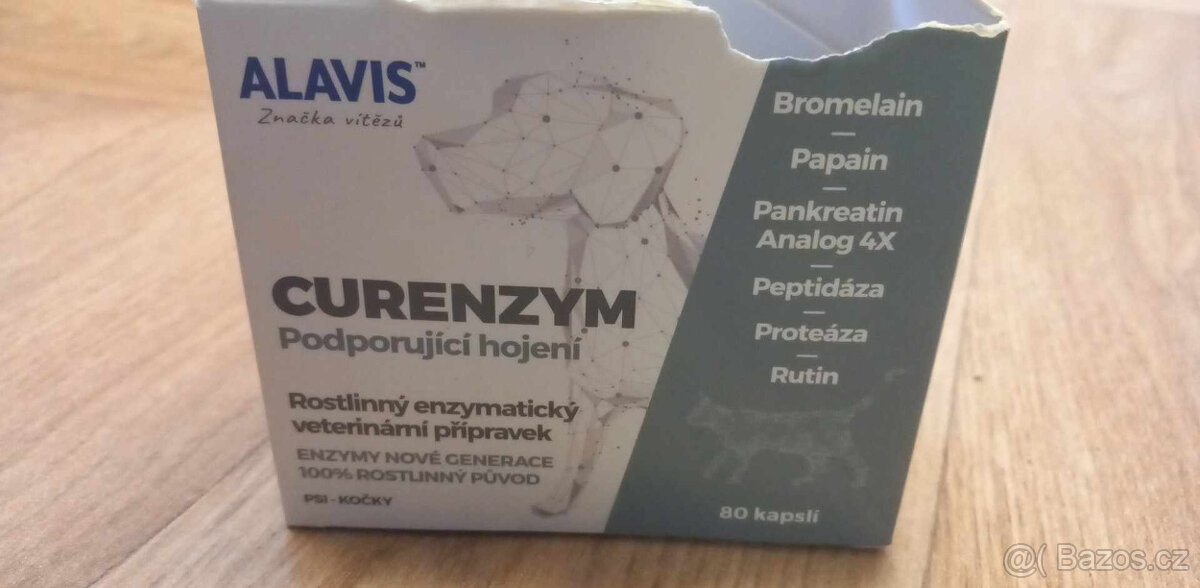 ALAVIS™
Značka vítězů
CURENZYM
Podporující hojení
Rostlinný enzymatický
veterinární přípravek
ENZYMY NOVÉ GENERACE
100% ROSTLINNÝ PŮVOD
PSI - KOČKY
Bromelain
Papain
Pankreatin
Analog 4X
Peptidáza
Proteáza
Rutin
80 kapslí
@( Bazos.cz